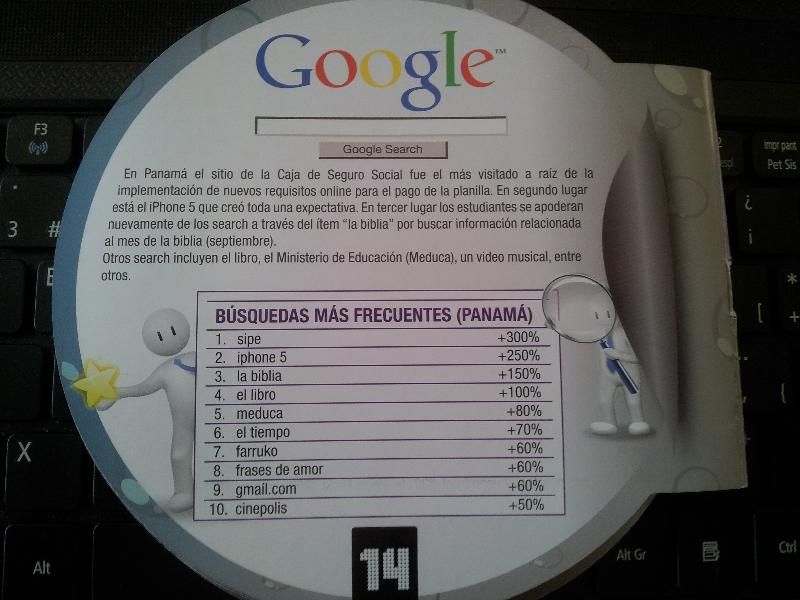 Google™
Google Search
En Panamá el sitio de la Caja de Seguro Social fue el más visitado a raíz de la
implementación de nuevos requisitos online para el pago de la planilla. En segundo lugar
está el iPhone 5 que creó toda una expectativa. En tercer lugar los estudiantes se apoderan
nuevamente de los search a través del ítem “la biblia” por buscar información relacionada
al mes de la biblia (septiembre).
Otros search incluyen el libro, el Ministerio de Educación (Meduca), un video musical, entre
otros.
BÚSQUEDAS MÁS FRECUENTES (PANAMÁ)
1. sipe +300%
2. iphone 5 +250%
3. la biblia +150%
4. el libro +100%
5. meduca +80%
6. el tiempo +70%
7. farruko +60%
8. frases de amor +60%
9. gmail.com +60%
10. cinepolis +50%
14
F3
3 #
E
X
Alt
Impr pant
Pet Sis
¿
¡
* 
[ +
{
Alt Gr
Ctrl